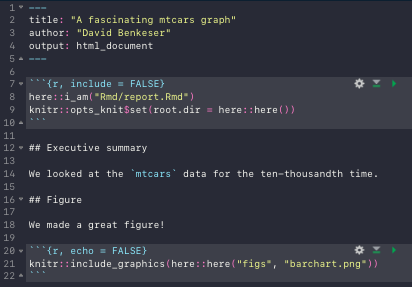 1 ---
2 title: "A fascinating mtcars graph"
3 author: "David Benkeser"
4 output: html_document
5 ---
6
7 ```{r, include = FALSE}
8 here::i_am("Rmd/report.Rmd")
9 knitr::opts_knit$set(root.dir = here::here())
10 ```
11
12 ## Executive summary
13
14 We looked at the `mtcars` data for the ten-thousandth time.
15
16 ## Figure
17
18 We made a great figure!
19
20 ```{r, echo = FALSE}
21 knitr::include_graphics(here::here("figs", "barchart.png"))
22 ```